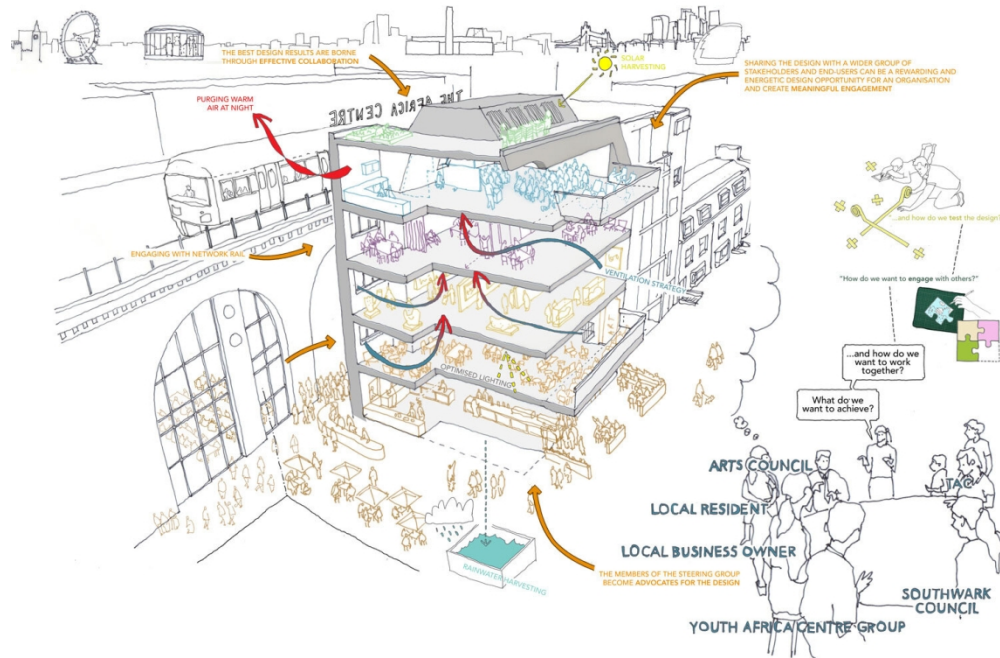 THE BEST DESIGN RESULTS ARE BORNE
THROUGH EFFECTIVE COLLABORATION
SOLAR
HARVESTING
SHARING THE DESIGN WITH A WIDER GROUP OF
STAKEHOLDERS AND END-USERS CAN BE A REWARDING AND
ENERGETIC DESIGN OPPORTUNITY FOR AN ORGANISATION
AND CREATE MEANINGFUL ENGAGEMENT
PURGING WARM
AIR AT NIGHT
THE AFRICA CENTRE
...and how do we test the design?
ENGAGING WITH NETWORK RAIL
VENTILATION STRATEGY
"How do we want to engage with others?"
OPTIMISED LIGHTING
...and how do we
want to work
together?
What do we
want to achieve?
ARTS COUNCIL
TAC
LOCAL RESIDENT
LOCAL BUSINESS OWNER
RAINWATER HARVESTING
THE MEMBERS OF THE STEERING GROUP
BECOME ADVOCATES FOR THE DESIGN
SOUTHWARK
COUNCIL
YOUTH AFRICA CENTRE GROUP